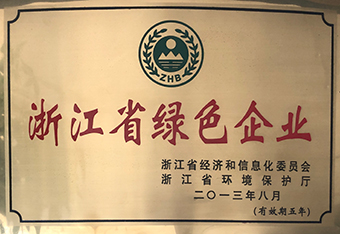 ZHB
浙江省绿色企业
浙江省经济和信息化委员会
浙江省环境保护厅
二〇一三年八月
(有效期五年)